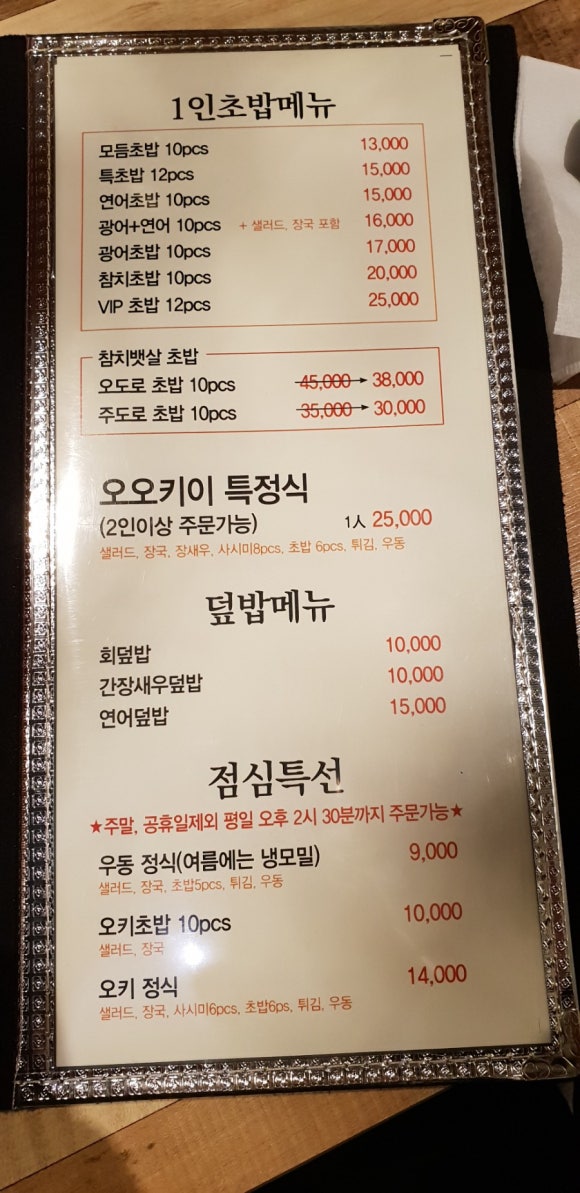 1인초밥메뉴
모듬초밥 10pcs 13,000
특초밥 12pcs 15,000
연어초밥 10pcs 15,000
광어+연어 10pcs + 샐러드, 장국 포함 16,000
광어초밥 10pcs 17,000
참치초밥 10pcs 20,000
VIP 초밥 12pcs 25,000
참치뱃살 초밥
오도로 초밥 10pcs 45,000→38,000
주도로 초밥 10pcs 35,000→30,000
오오키이 특정식
(2인이상 주문가능) 1人 25,000
샐러드, 장국, 장새우, 사시미8pcs, 초밥 6pcs, 튀김, 우동
덮밥메뉴
회덮밥 10,000
간장새우덮밥 10,000
연어덮밥 15,000
점심특선
★주말, 공휴일제외 평일 오후 2시 30분까지 주문가능★
우동 정식(여름에는 냉모밀) 9,000
샐러드, 장국, 초밥5pcs, 튀김, 우동
오키초밥 10pcs 10,000
샐러드, 장국
오키 정식 14,000
샐러드, 장국, 사시미6pcs, 초밥6ps, 튀김, 우동